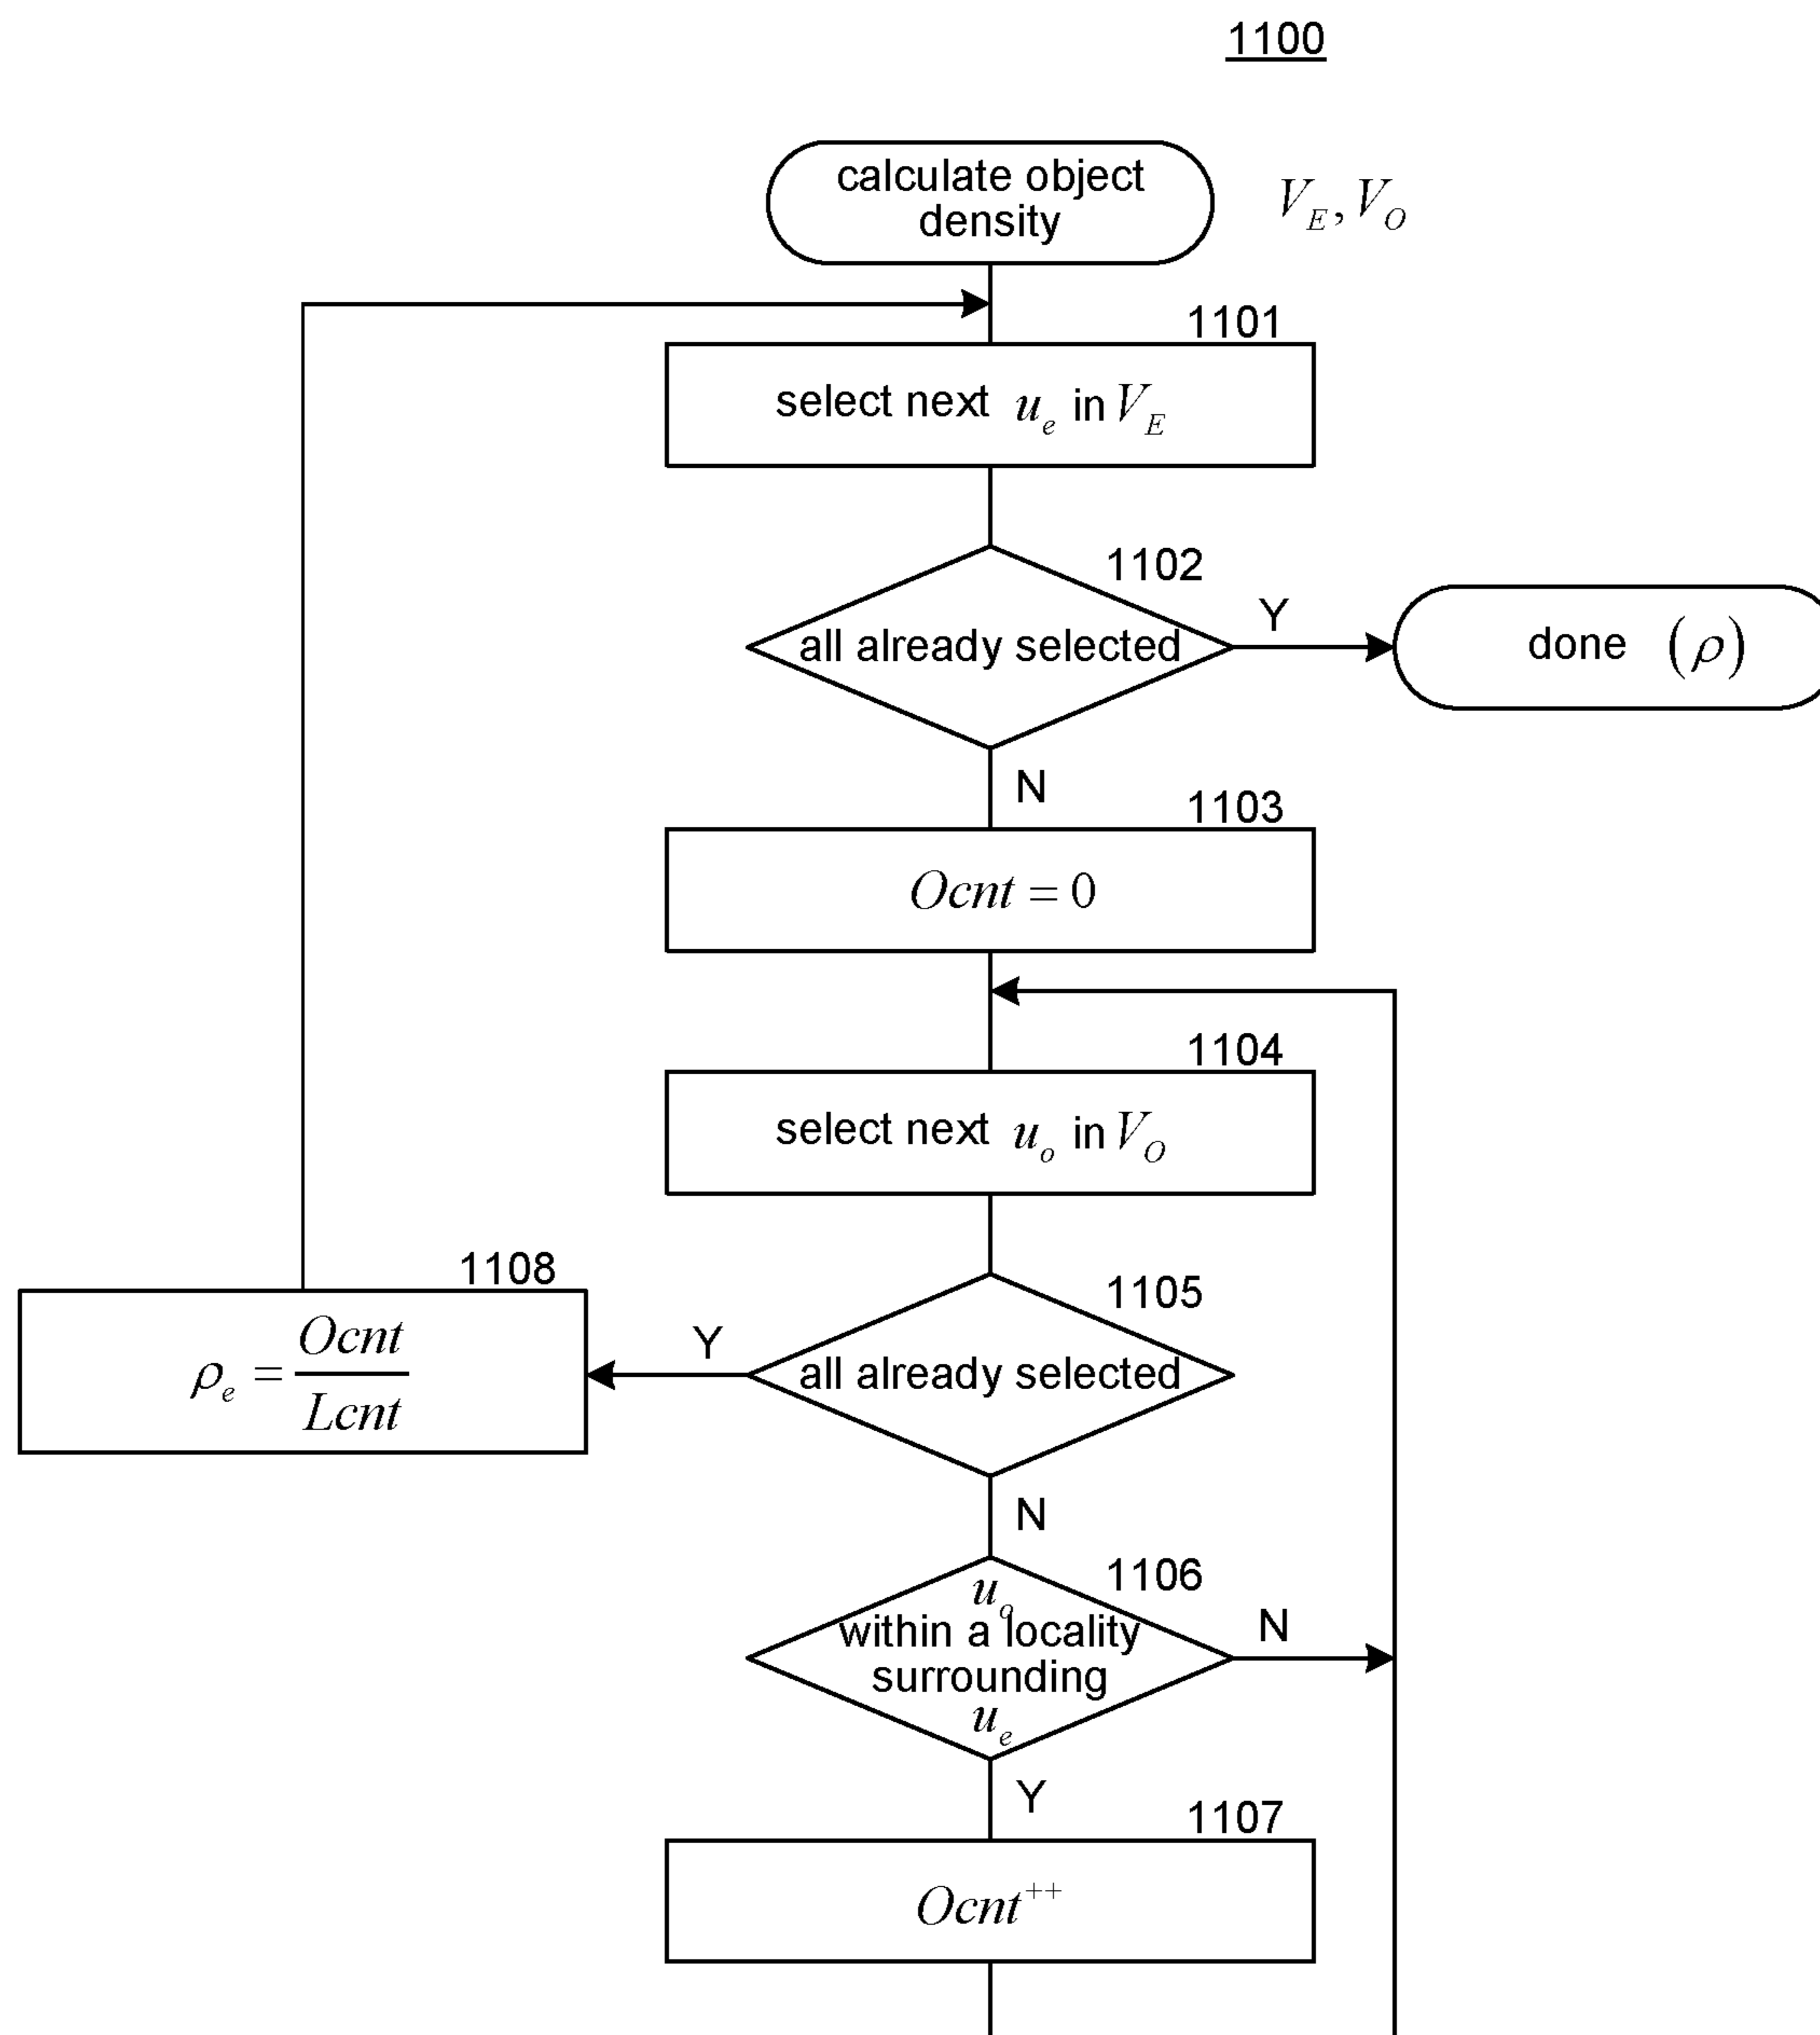 1100
calculate object
density
V_E, V_O
1101
select next u_e in V_E
1102
all already selected
Y
done (ρ)
N
1103
Ocnt = 0
1104
select next u_o in V_O
1108
ρ_e = Ocnt / Lcnt
1105
Y
all already selected
N
1106
u_o
within a locality
surrounding
u_e
N
Y
1107
Ocnt^{++}